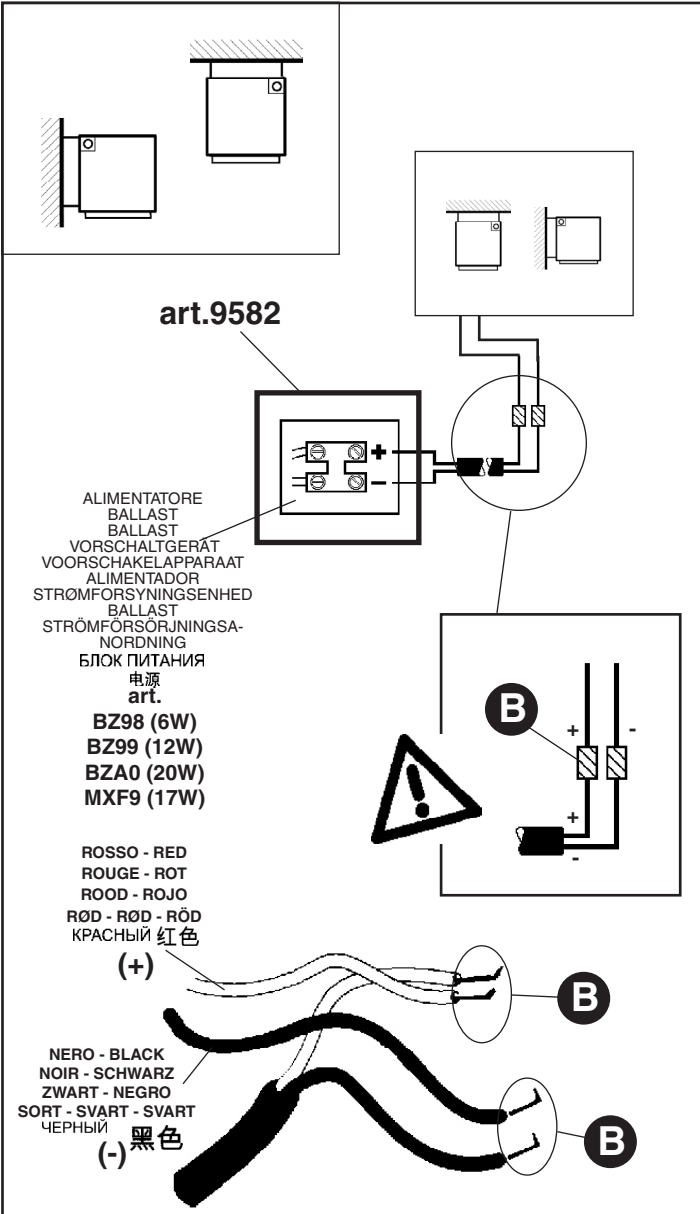 art.9582
+
–
ALIMENTATORE
BALLAST
BALLAST
VORSCHALTGERÄT
VOORSCHAKELAPPARAAT
ALIMENTADOR
STRØMFORSYNINGSENHED
BALLAST
STRÖMFÖRSÖRJNINGSA-
NORDNING
БЛОК ПИТАНИЯ
电源
art.
BZ98 (6W)
BZ99 (12W)
BZA0 (20W)
MXF9 (17W)
B
+
-
+
-
ROSSO - RED
ROUGE - ROT
ROOD - ROJO
RØD - RØD - RÖD
КРАСНЫЙ 红色
(+)
B
NERO - BLACK
NOIR - SCHWARZ
ZWART - NEGRO
SORT - SVART - SVART
ЧЕРНЫЙ
(-) 黑色
B